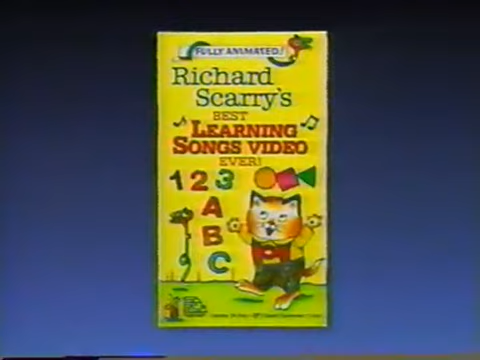 FULLY ANIMATED!
Richard
Scarry's
BEST
LEARNING
SONGS VIDEO
EVER!
1 2 3
A
B
C